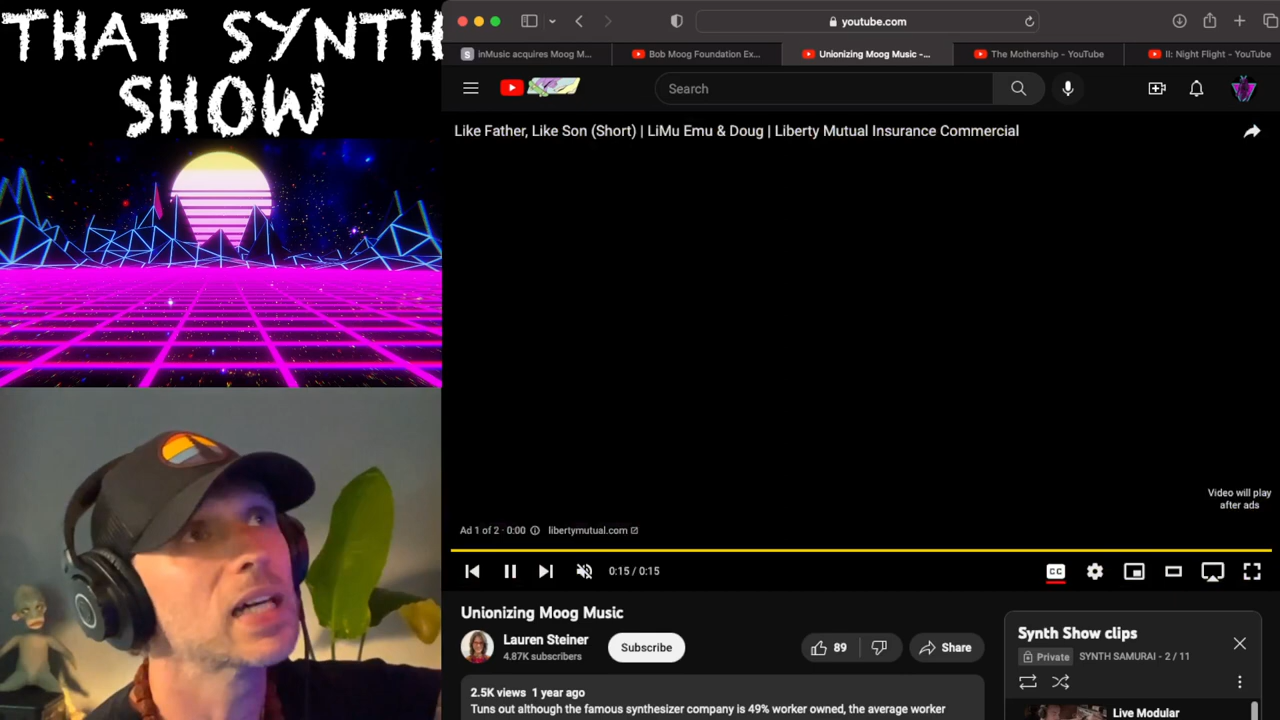 THAT SYNTH
SHOW
youtube.com
S inMusic acquires Moog M...
Bob Moog Foundation Ex...
Unionizing Moog Music -...
The Mothership - YouTube
II: Night Flight - YouTube
Search
Like Father, Like Son (Short) | LiMu Emu & Doug | Liberty Mutual Insurance Commercial
Video will play
after ads
Ad 1 of 2 · 0:00 libertymutual.com
0:15 / 0:15
CC
Unionizing Moog Music
Lauren Steiner
4.87K subscribers
Subscribe
89
Share
2.5K views 1 year ago
Tuns out although the famous synthesizer company is 49% worker owned, the average worker
Synth Show clips
Private SYNTH SAMURAI - 2 / 11
Live Modular